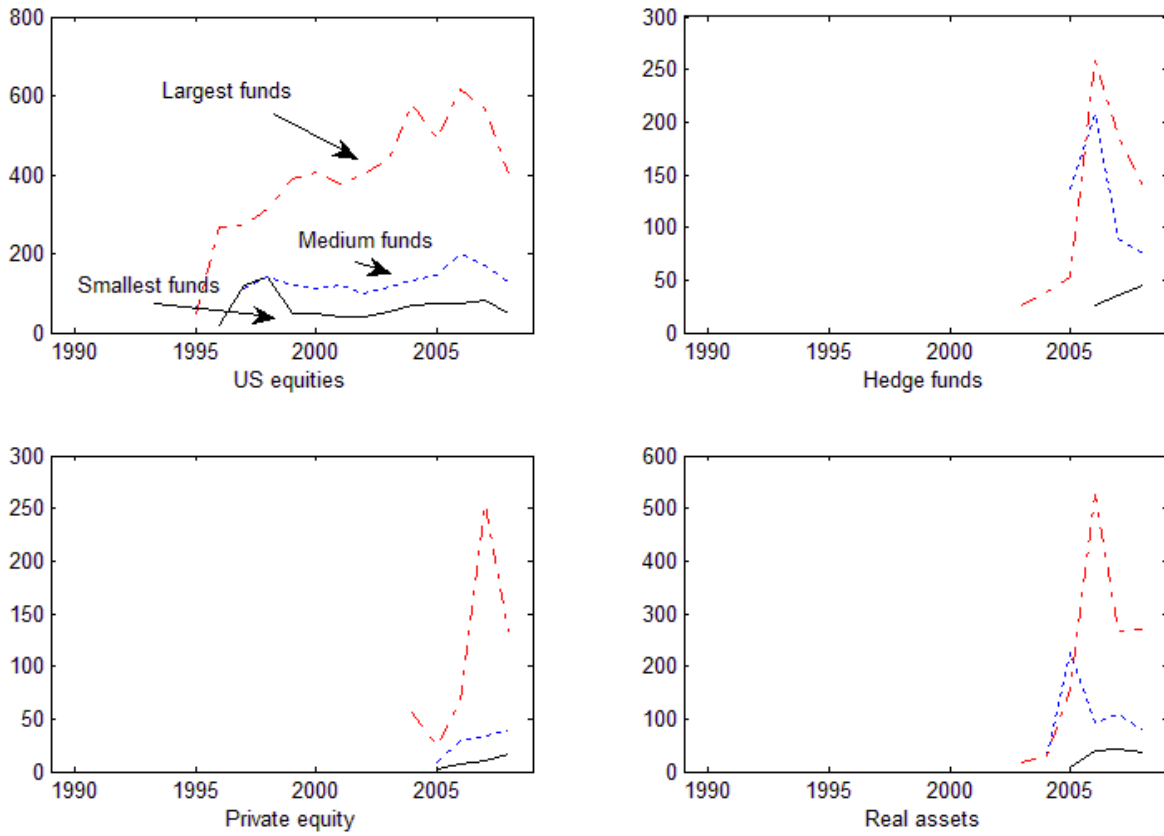 800
600
400
200
0
Largest funds
Medium funds
Smallest funds
1990 1995 2000 2005
US equities
300
250
200
150
100
50
0
1990 1995 2000 2005
Hedge funds
300
250
200
150
100
50
0
1990 1995 2000 2005
Private equity
600
500
400
300
200
100
0
1990 1995 2000 2005
Real assets